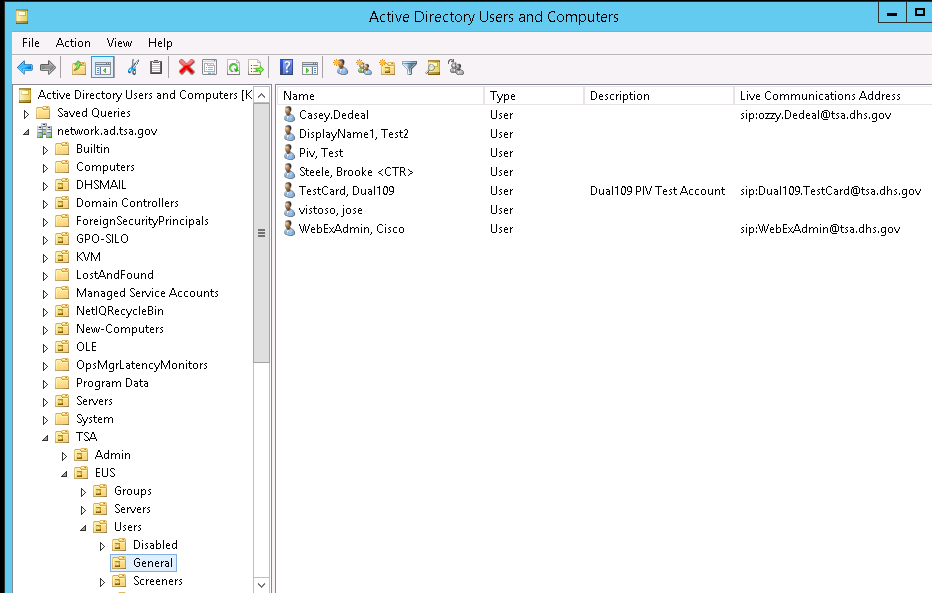 Active Directory Users and Computers
File Action View Help
Active Directory Users and Computers [K
Saved Queries
network.ad.tsa.gov
Builtin
Computers
DHSMAIL
Domain Controllers
ForeignSecurityPrincipals
GPO-SILO
KVM
LostAndFound
Managed Service Accounts
NetIQRecycleBin
New-Computers
OLE
OpsMgrLatencyMonitors
Program Data
Servers
System
TSA
Admin
EUS
Groups
Servers
Users
Disabled
General
Screeners
Name Type Description Live Communications Address
Casey.Dedeal User sip:ozzy.Dedeal@tsa.dhs.gov
DisplayName1, Test2 User
Piv, Test User
Steele, Brooke <CTR> User
TestCard, Dual109 User Dual109 PIV Test Account sip:Dual109.TestCard@tsa.dhs.gov
vistoso, jose User
WebExAdmin, Cisco User sip:WebExAdmin@tsa.dhs.gov